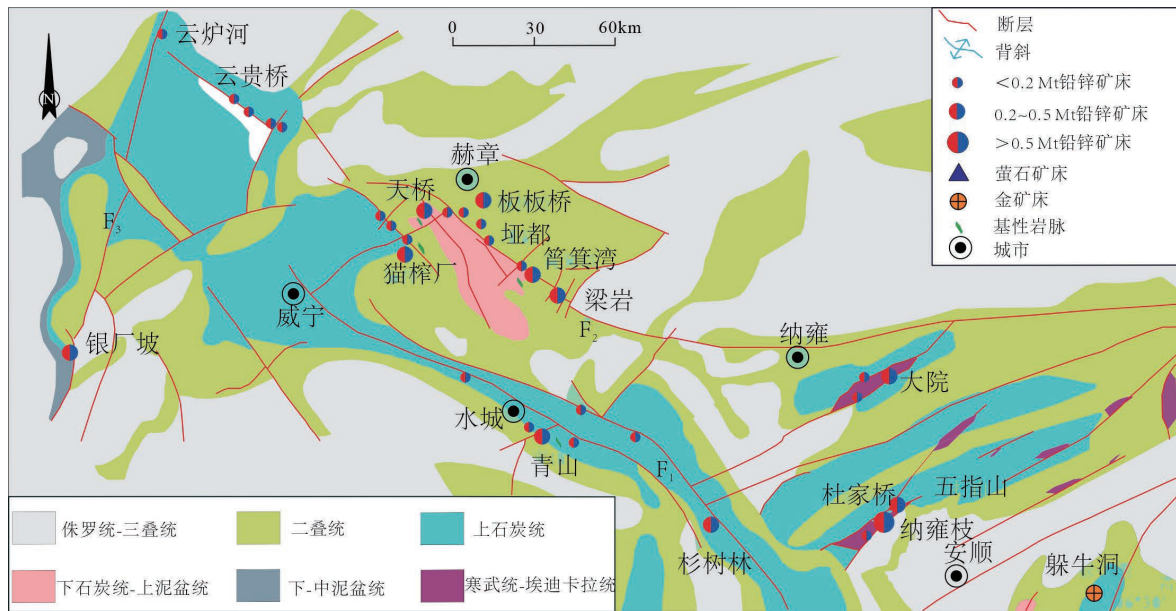 云炉河
云贵桥
N
0 30 60km
断层
背斜
<0.2 Mt铅锌矿床
0.2~0.5 Mt铅锌矿床
>0.5 Mt铅锌矿床
萤石矿床
金矿床
基性岩脉
城市
赫章
天桥
板板桥
垭都
筲箕湾
猫榨厂
梁岩
F3
F2
威宁
银厂坡
纳雍
大院
水城
青山
F1
杉树林
杜家桥
五指山
纳雍枝
安顺
躲牛洞
侏罗统-三叠统
二叠统
上石炭统
下石炭统-上泥盆统
下-中泥盆统
寒武统-埃迪卡拉统